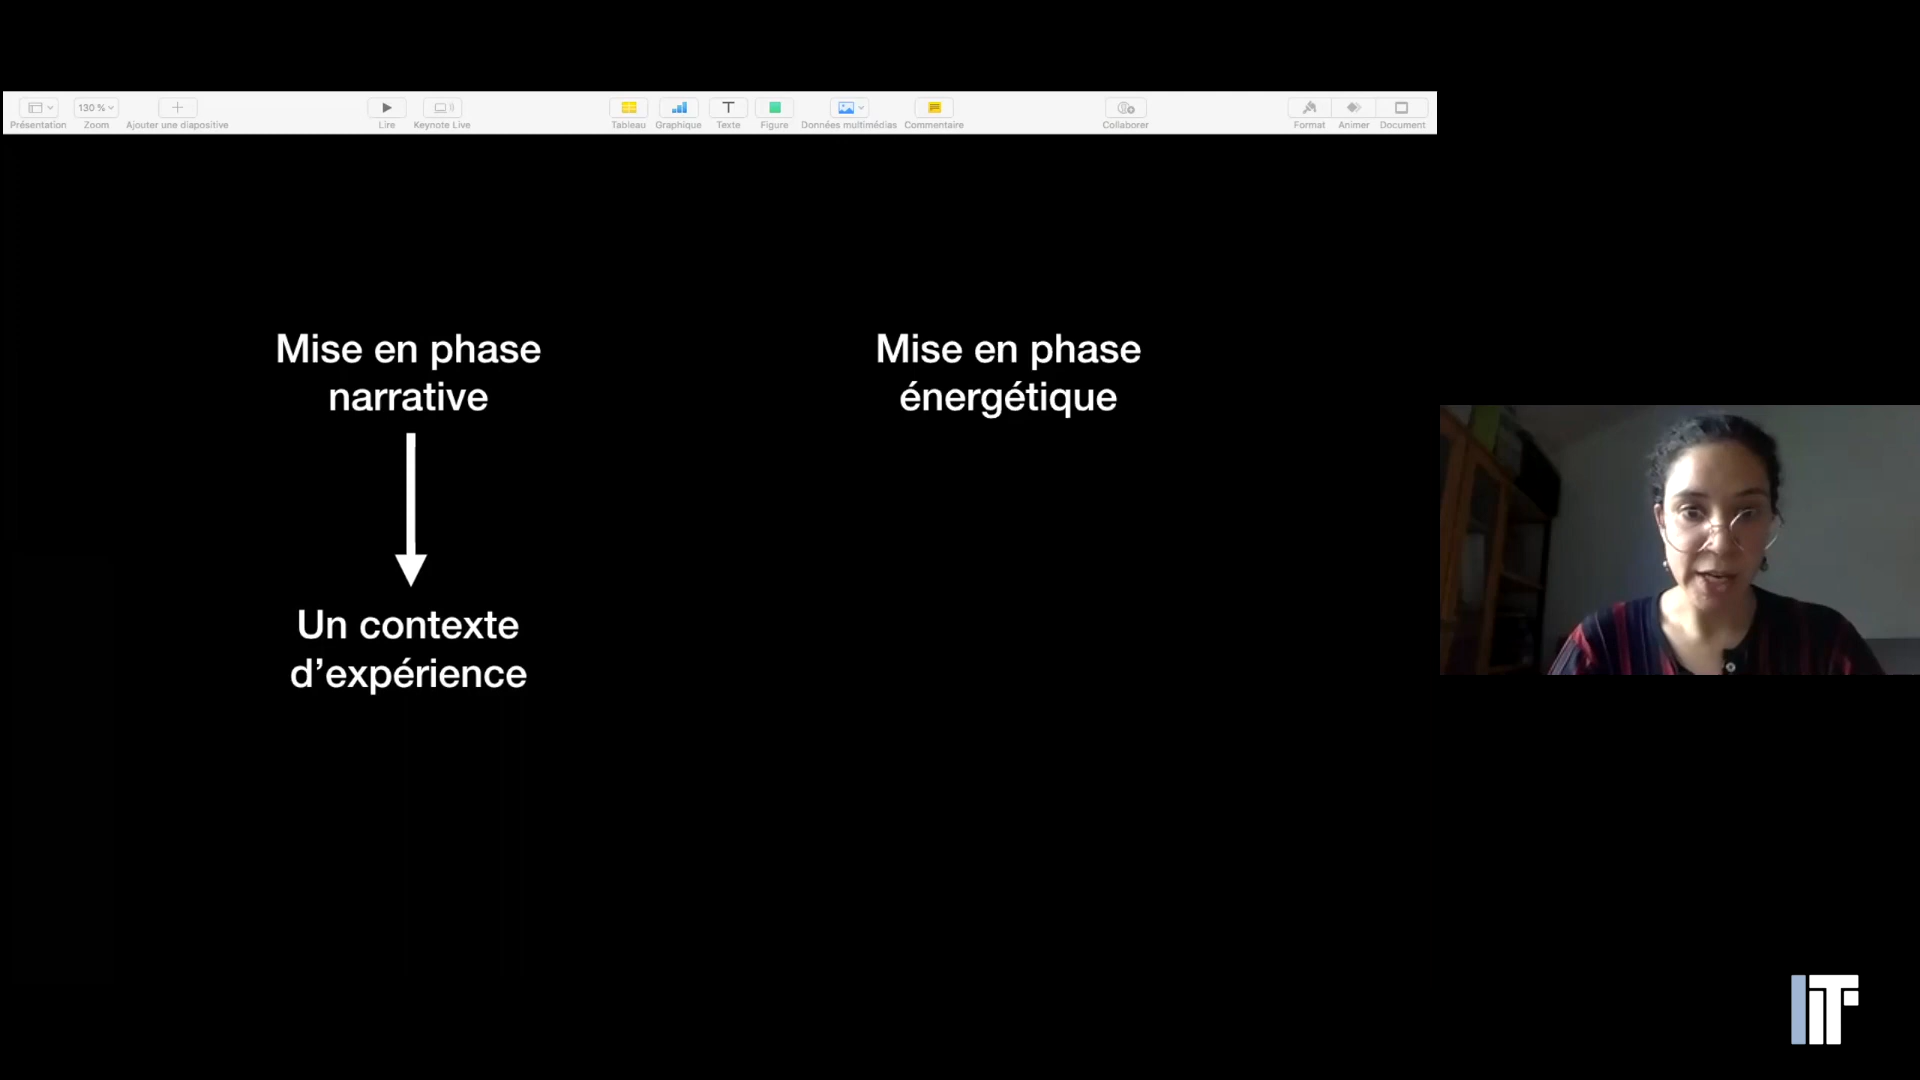 Présentation
130 %
Zoom
Ajouter une diapositive
Lire
Keynote Live
Tableau
Graphique
Texte
Figure
Données multimédias
Commentaire
Collaborer
Format
Animer
Document
Mise en phase
narrative
Mise en phase
énergétique
Un contexte
d’expérience